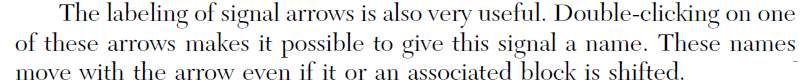 The labeling of signal arrows is also very useful. Double-clicking on one
of these arrows makes it possible to give this signal a name. These names
move with the arrow even if it or an associated block is shifted.